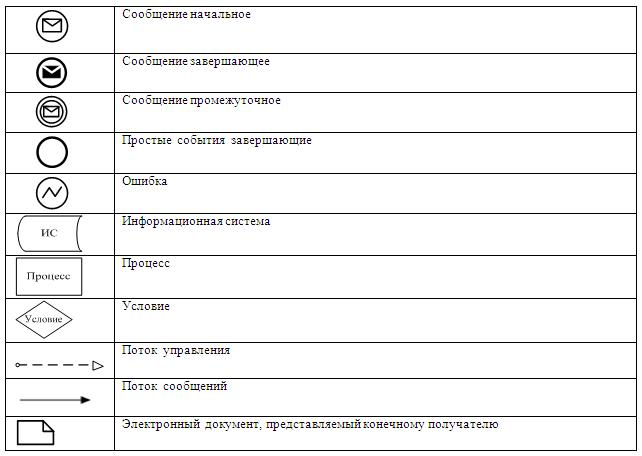 Сообщение начальное
Сообщение завершающее
Сообщение промежуточное
Простые события завершающие
Ошибка
ИС
Информационная система
Процесс
Процесс
Условие
Условие
Поток управления
Поток сообщений
Электронный документ, представляемый конечному получателю